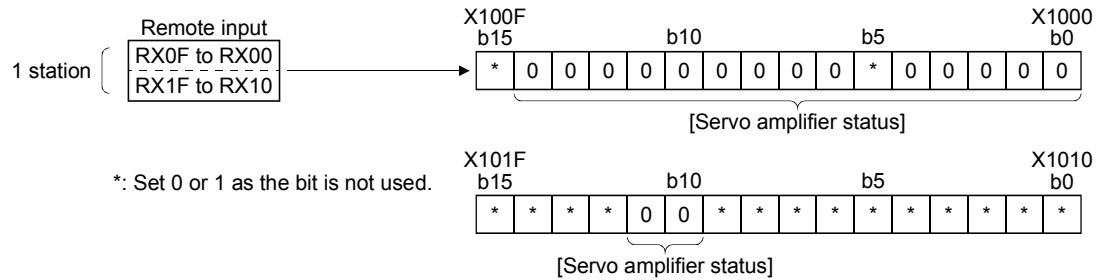 Remote input
1 station
RX0F to RX00
RX1F to RX10
X100F X1000
b15 b10 b5 b0
* 0 0 0 0 0 0 0 0 0 * 0 0 0 0 0
[Servo amplifier status]
*: Set 0 or 1 as the bit is not used.
X101F X1010
b15 b10 b5 b0
* * * * 0 0 * * * * * * * * * *
[Servo amplifier status]